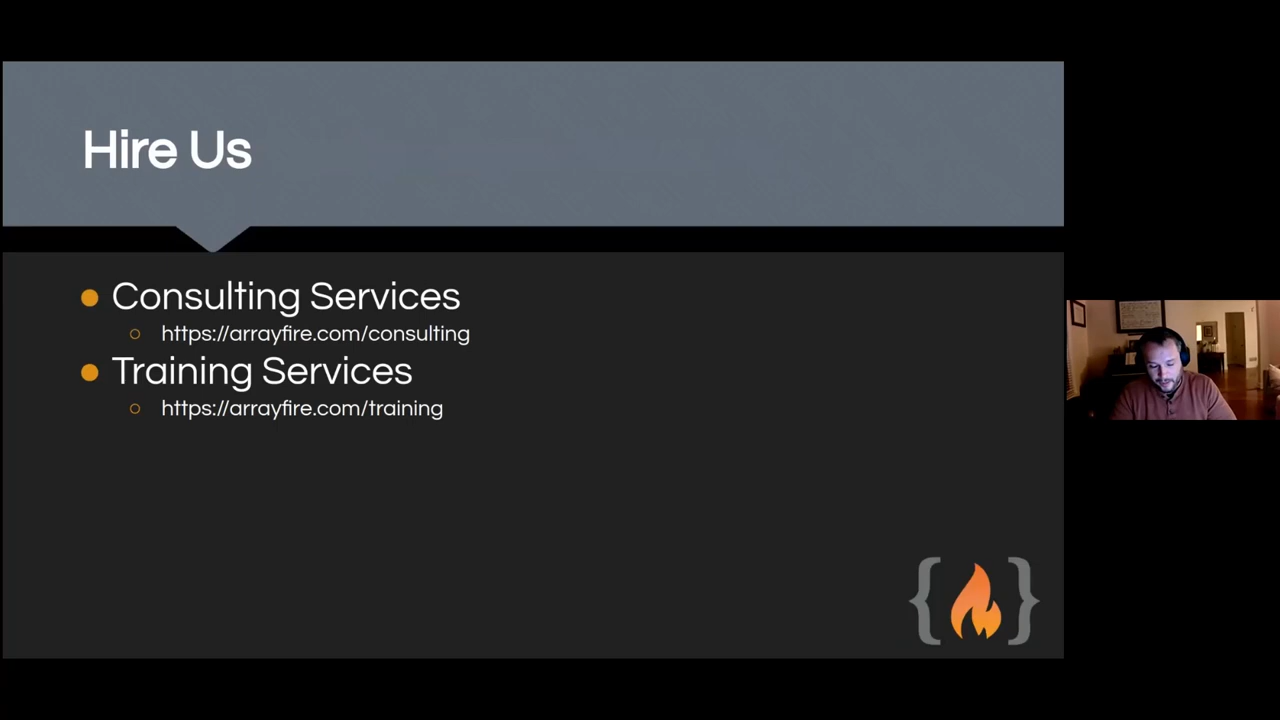 Hire Us
Consulting Services
https://arrayfire.com/consulting
Training Services
https://arrayfire.com/training